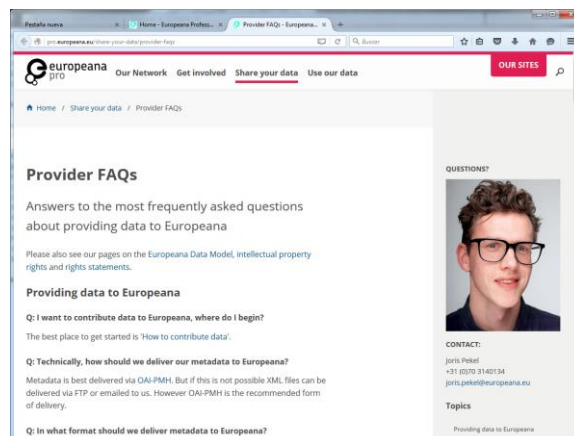 Pestaña nueva
Home - Europeana Profess...
Provider FAQs - Europeana...
pro.europeana.eu/share-your-data/provider-faqs
Buscar
europeana
pro
Our Network Get involved Share your data Use our data
OUR SITES
Home / Share your data / Provider FAQs
Provider FAQs
Answers to the most frequently asked questions
about providing data to Europeana
Please also see our pages on the Europeana Data Model, intellectual property
rights and rights statements.
Providing data to Europeana
Q: I want to contribute data to Europeana, where do I begin?
The best place to get started is 'How to contribute data'.
Q: Technically, how should we deliver our metadata to Europeana?
Metadata is best delivered via OAI-PMH. But if this is not possible XML files can be
delivered via FTP or emailed to us. However OAI-PMH is the recommended form
of delivery.
Q: In what format should we deliver metadata to Europeana?
QUESTIONS?
CONTACT:
Joris Pekel
+31 (0)70 3140134
joris.pekel@europeana.eu
Topics
Providing data to Europeana